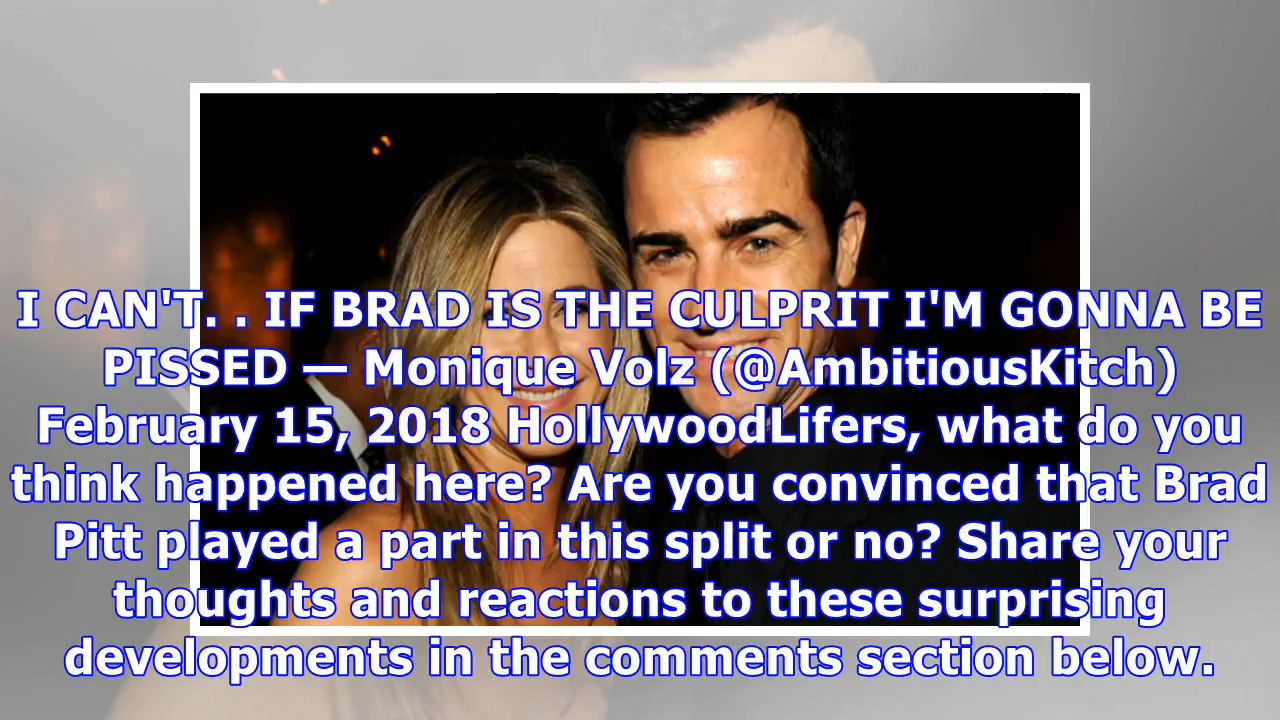 I CAN'T. . IF BRAD IS THE CULPRIT I'M GONNA BE
PISSED — Monique Volz (@AmbitiousKitch)
February 15, 2018 HollywoodLifers, what do you
think happened here? Are you convinced that Brad
Pitt played a part in this split or no? Share your
thoughts and reactions to these surprising
developments in the comments section below.